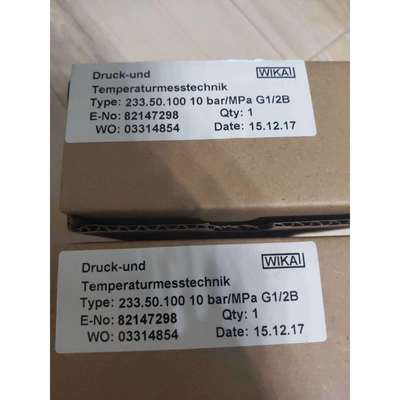 Druck-und
WIKAI
Temperaturmesstechnik
Type: 233.50.100 10 bar/MPa G1/2B
E-No: 82147298 Qty: 1
WO: 03314854 Date: 15.12.17
Druck-und
WIKAI
Temperaturmesstechnik
Type: 233.50.100 10 bar/MPa G1/2B
E-No: 82147298 Qty: 1
WO: 03314854 Date: 15.12.17